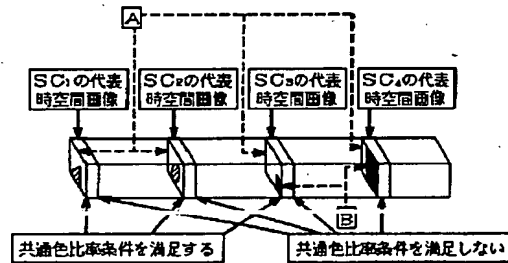 A
SC₁の代表
時空間画像
SC₂の代表
時空間画像
SC₃の代表
時空間画像
SC₄の代表
時空間画像
B
共通色比率条件を満足する
共通色比率条件を満足しない